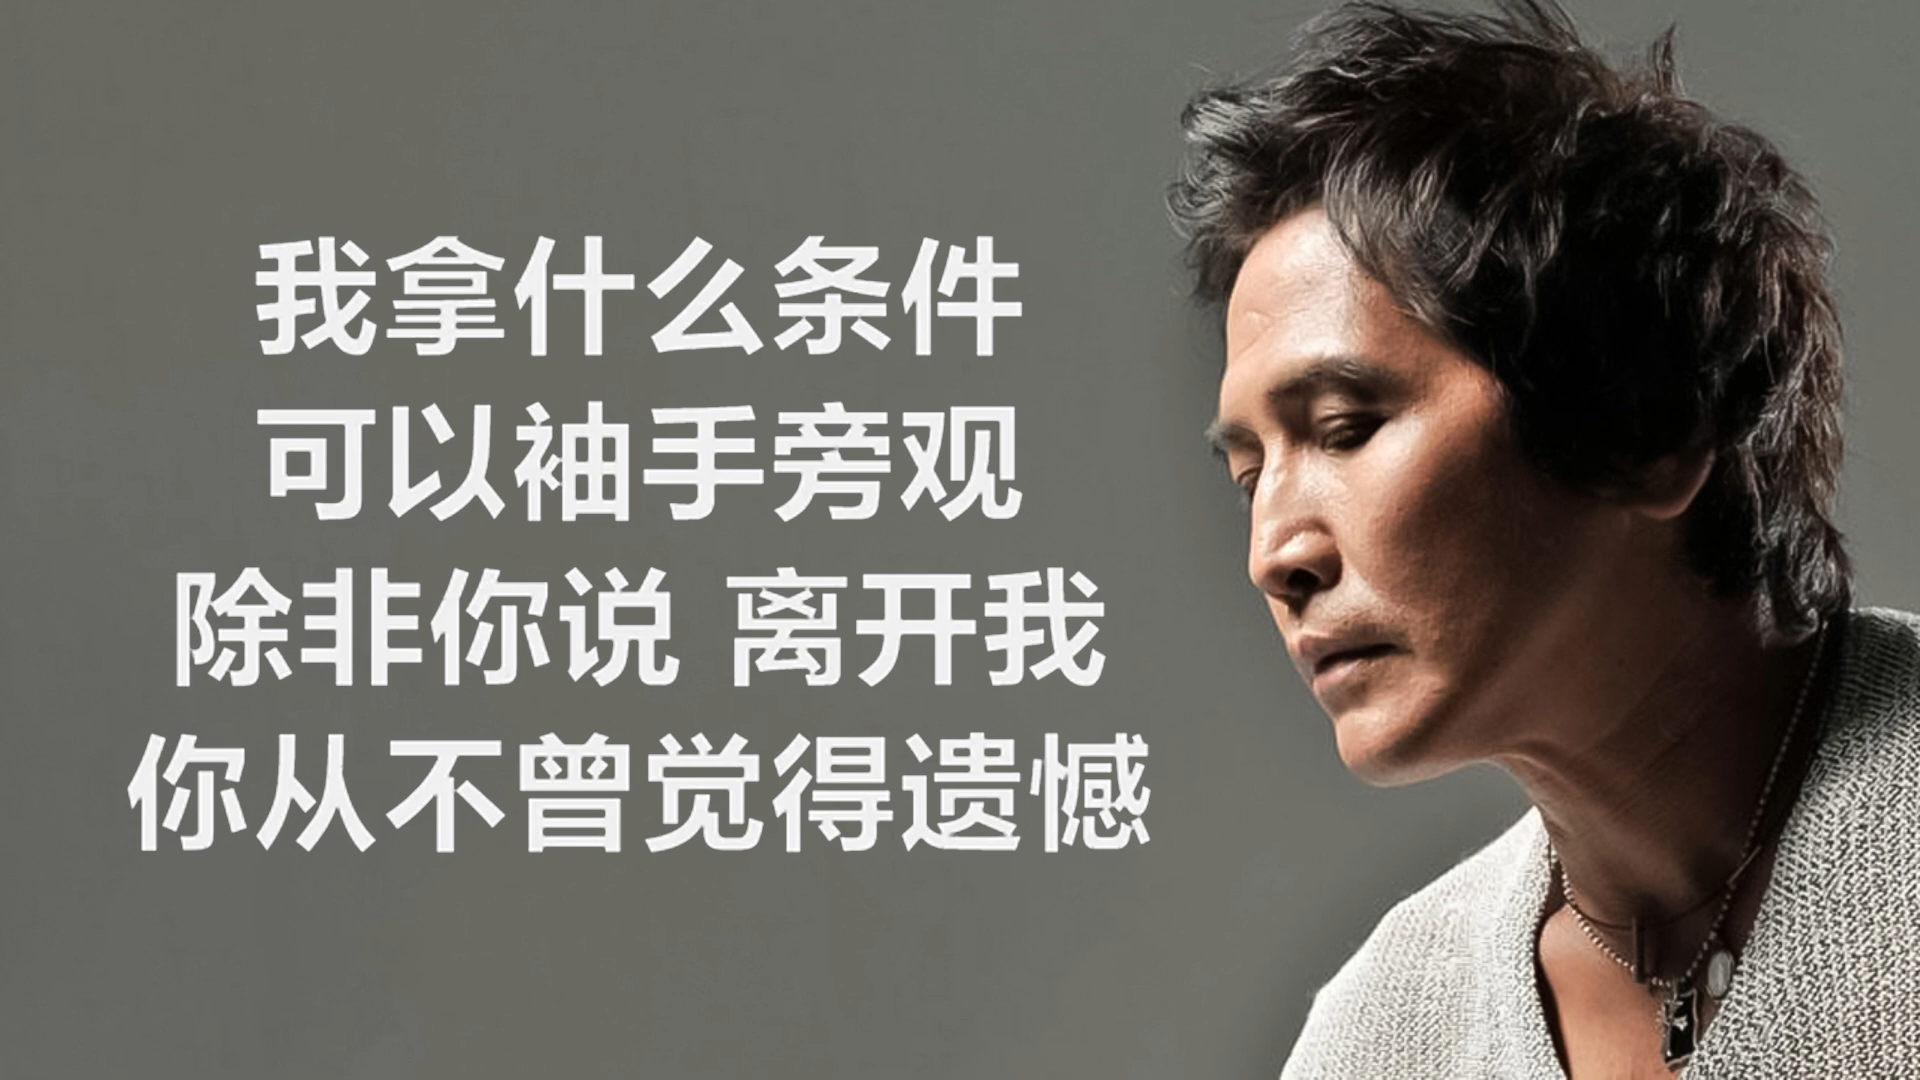 我拿什么条件
可以袖手旁观
除非你说 离开我
你从不曾觉得遗憾